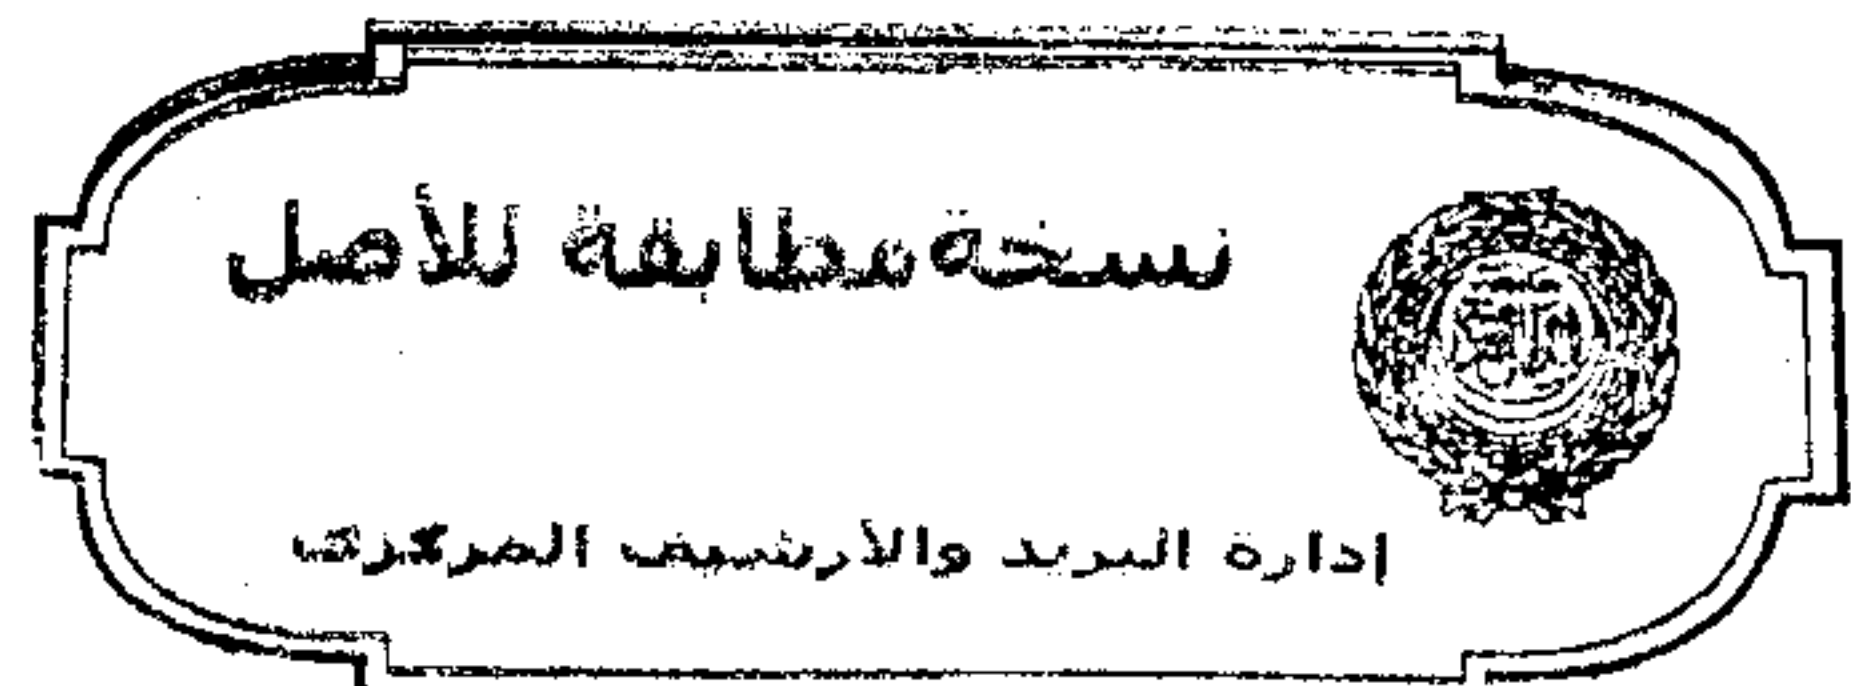 نسخة مطابقة للأصل
إدارة البريد والأرشيف المركزي